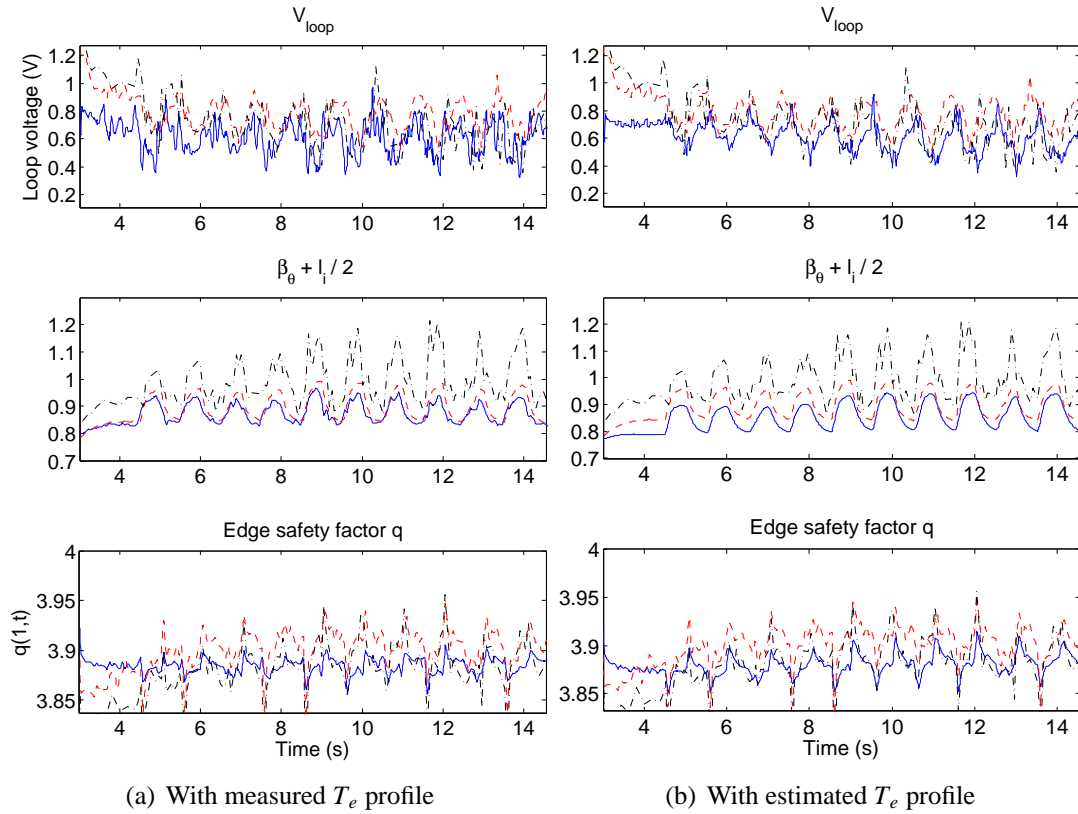 V_loop
Loop voltage (V)
1.2
1
0.8
0.6
0.4
0.2
4 6 8 10 12 14
β_θ + l_i / 2
1.2
1.1
1
0.9
0.8
0.7
4 6 8 10 12 14
Edge safety factor q
q(1,t)
4
3.95
3.9
3.85
4 6 8 10 12 14
Time (s)
(a) With measured T_e profile
V_loop
1.2
1
0.8
0.6
0.4
0.2
4 6 8 10 12 14
β_θ + l_i / 2
1.2
1.1
1
0.9
0.8
0.7
4 6 8 10 12 14
Edge safety factor q
4
3.95
3.9
3.85
4 6 8 10 12 14
Time (s)
(b) With estimated T_e profile